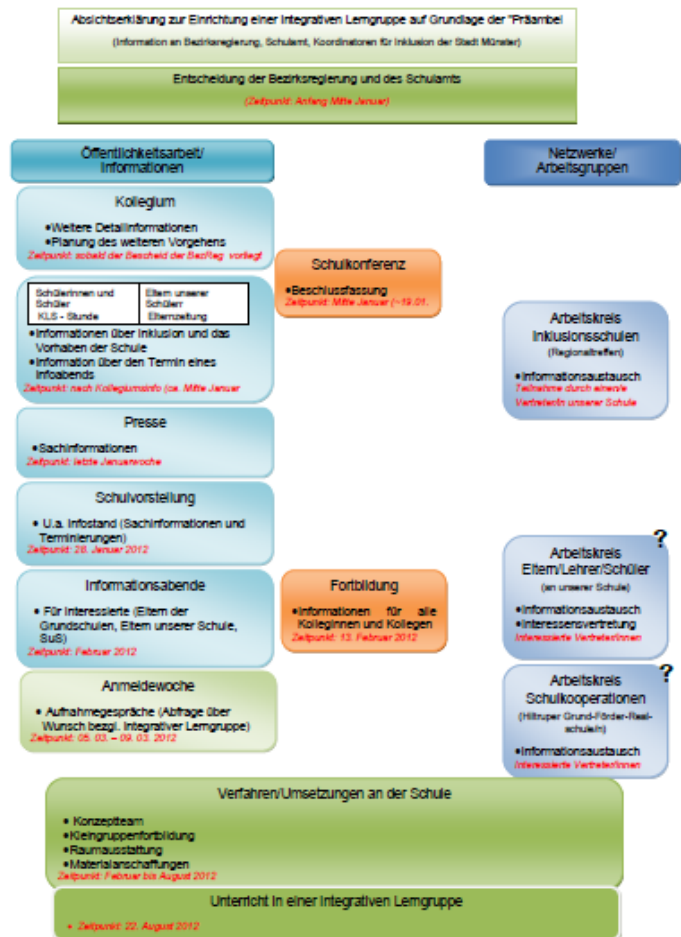 Absichtserklärung zur Einrichtung einer Integrativen Lerngruppe auf Grundlage der "Präambel
(Information an Bezirksregierung, Schulamt, Koordinatoren für Inklusion der Stadt Münster)
Entscheidung der Bezirksregierung und des Schulamts
(Zeitpunkt: Anfang Mitte Januar)
Öffentlichkeitsarbeit/
Informationen
Kollegium
•Weitere Detailinformationen
•Planung des weiteren Vorgehens
Zeitpunkt: sobald der Bescheid der BezReg vorliegt
Schülerinnen und
Schüler
KLS - Stunde
Eltern unserer
Schülerr
Elternzeitung
•Informationen über Inklusion und das
Vorhaben der Schule
•Information über den Termin eines
Infoabends
Zeitpunkt: nach Kollegiumsinfo (ca. Mitte Januar
Presse
•Sachinformationen
Zeitpunkt: letzte Januarwoche
Schulvorstellung
• U.a. Infostand (Sachinformationen und
Terminierungen)
Zeitpunkt: 28. Januar 2012
Informationsabende
• Für Interessierte (Eltern der
Grundschulen, Eltern unserer Schule,
SuS)
Zeitpunkt: Februar 2012
Anmeldewoche
• Aufnahmegespräche (Abfrage über
Wunsch bezgl. Integrativer Lerngruppe)
Zeitpunkt: 05. 03. – 09. 03. 2012
Schulkonferenz
•Beschlussfassung
Zeitpunkt: Mitte Januar (~19.01.
Fortbildung
•Informationen für alle
Kolleginnen und Kollegen
Zeitpunkt: 13. Februar 2012
Netzwerke/
Arbeitsgruppen
Arbeitskreis
Inklusionsschulen
(Regionaltreffen)
•Informationsaustausch
Teilnahme durch eine/e
Vertreter/in unserer Schule
?
Arbeitskreis
Eltern/Lehrer/Schüler
(an unserer Schule)
•Informationsaustausch
•Interessensvertretung
Interessierte Vertreter/innen
?
Arbeitskreis
Schulkooperationen
(Hiltruper Grund-Förder-Real-
schule/n)
•Informationsaustausch
Interessierte Vertreter/innen
Verfahren/Umsetzungen an der Schule
• Konzeptteam
•Kleingruppenfortbildung
•Raumausstattung
•Materialanschaffungen
Zeitpunkt: Februar bis August 2012
Unterricht in einer Integrativen Lerngruppe
• Zeitpunkt: 22. August 2012